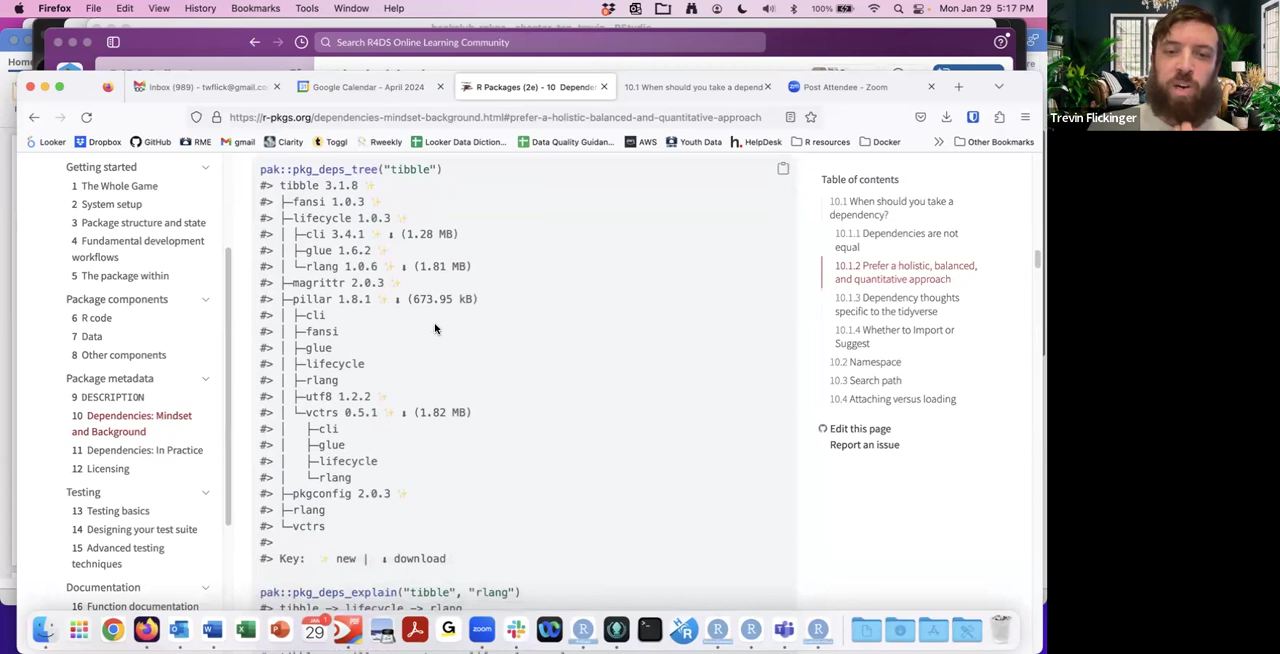 Firefox File Edit View History Bookmarks Tools Window Help 100% Mon Jan 29 5:17 PM
Search R4DS Online Learning Community
Home
Inbox (989) - twflick@gmail.co
Google Calendar - April 2024
R Packages (2e) - 10 Depende
10.1 When should you take a depend
Post Attendee - Zoom
https://r-pkgs.org/dependencies-mindset-background.html#prefer-a-holistic-balanced-and-quantitative-approach
Looker Dropbox GitHub RME gmail Clarity Toggl Rweekly Looker Data Diction... Data Quality Guidan... AWS Youth Data HelpDesk R resources Docker Other Bookmarks
Getting started
1 The Whole Game
2 System setup
3 Package structure and state
4 Fundamental development
workflows
5 The package within
Package components
6 R code
7 Data
8 Other components
Package metadata
9 DESCRIPTION
10 Dependencies: Mindset
and Background
11 Dependencies: In Practice
12 Licensing
Testing
13 Testing basics
14 Designing your test suite
15 Advanced testing
techniques
Documentation
16 Function documentation
pak::pkg_deps_tree("tibble")
#> tibble 3.1.8 ✨
#> ├─fansi 1.0.3 ✨
#> ├─lifecycle 1.0.3 ✨
#> │ ├─cli 3.4.1 ✨ ⬇ (1.28 MB)
#> │ ├─glue 1.6.2 ✨
#> │ └─rlang 1.0.6 ✨ ⬇ (1.81 MB)
#> ├─magrittr 2.0.3 ✨
#> ├─pillar 1.8.1 ✨ ⬇ (673.95 kB)
#> │ ├─cli
#> │ ├─fansi
#> │ ├─glue
#> │ ├─lifecycle
#> │ ├─rlang
#> │ ├─utf8 1.2.2 ✨
#> │ └─vctrs 0.5.1 ✨ ⬇ (1.82 MB)
#> │   ├─cli
#> │   ├─glue
#> │   ├─lifecycle
#> │   └─rlang
#> ├─pkgconfig 2.0.3 ✨
#> ├─rlang
#> └─vctrs
#>
#> Key: ✨ new | ⬇ download
pak::pkg_deps_explain("tibble", "rlang")
#> tibble -> lifecycle -> rlang
Table of contents
10.1 When should you take a
dependency?
10.1.1 Dependencies are not
equal
10.1.2 Prefer a holistic, balanced,
and quantitative approach
10.1.3 Dependency thoughts
specific to the tidyverse
10.1.4 Whether to Import or
Suggest
10.2 Namespace
10.3 Search path
10.4 Attaching versus loading
Edit this page
Report an issue
Trevin Flickinger